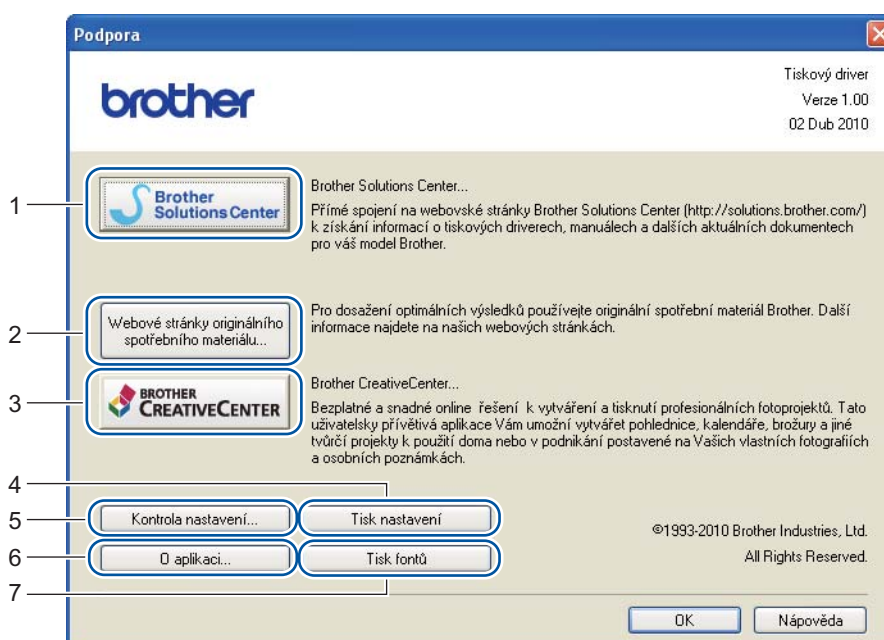 Podpora
brother
Tiskový driver
Verze 1.00
02 Dub 2010
1
Brother
Solutions Center
Brother Solutions Center...
Přímé spojení na webovské stránky Brother Solutions Center (http://solutions.brother.com/)
k získání informací o tiskových driverech, manuálech a dalších aktuálních dokumentech
pro váš model Brother.
2
Webové stránky originálního
spotřebního materiálu...
Pro dosažení optimálních výsledků používejte originální spotřební materiál Brother. Další
informace najdete na našich webových stránkách.
3
BROTHER
CREATIVECENTER
Brother CreativeCenter...
Bezplatné a snadné online řešení k vytváření a tisknutí profesionálních fotoprojektů. Tato
uživatelsky přívětivá aplikace Vám umožní vytvářet pohlednice, kalendáře, brožury a jiné
tvůrčí projekty k použití doma nebo v podnikání postavené na Vašich vlastních fotografiích
a osobních poznámkách.
4
5
Kontrola nastavení...
Tisk nastavení
©1993-2010 Brother Industries, Ltd.
6
O aplikaci...
Tisk fontů
All Rights Reserved.
7
OK
Nápověda